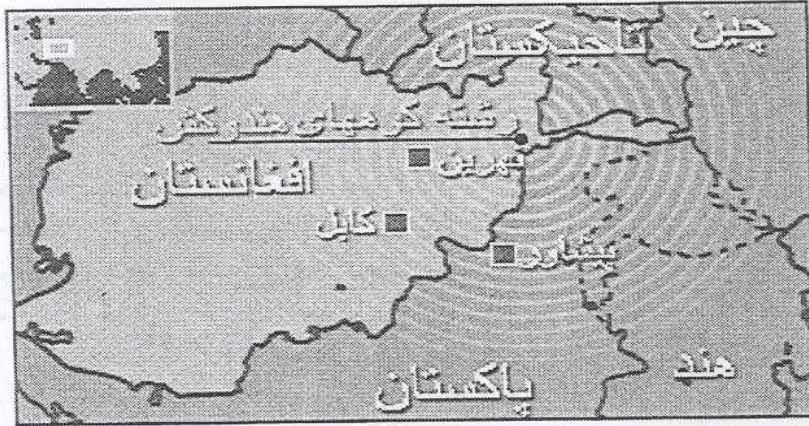 چین
تاجیکستان
رشته کوههای هندوکش
نهرین
افغانستان
کابل
پیشاور
هند
پاکستان